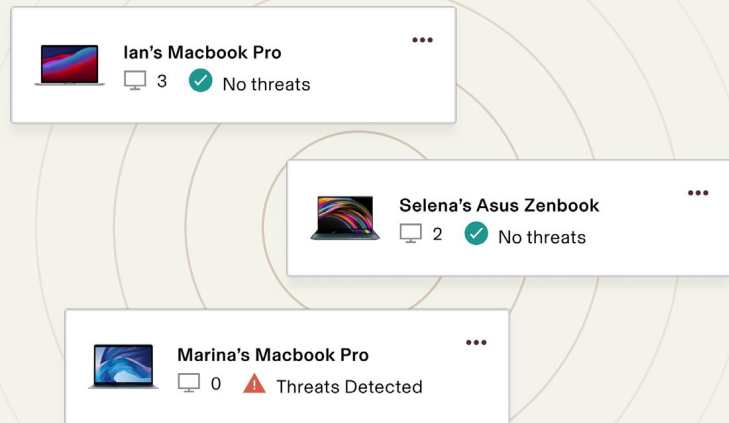 Ian's Macbook Pro
3 No threats
Selena's Asus Zenbook
2 No threats
Marina's Macbook Pro
0 Threats Detected